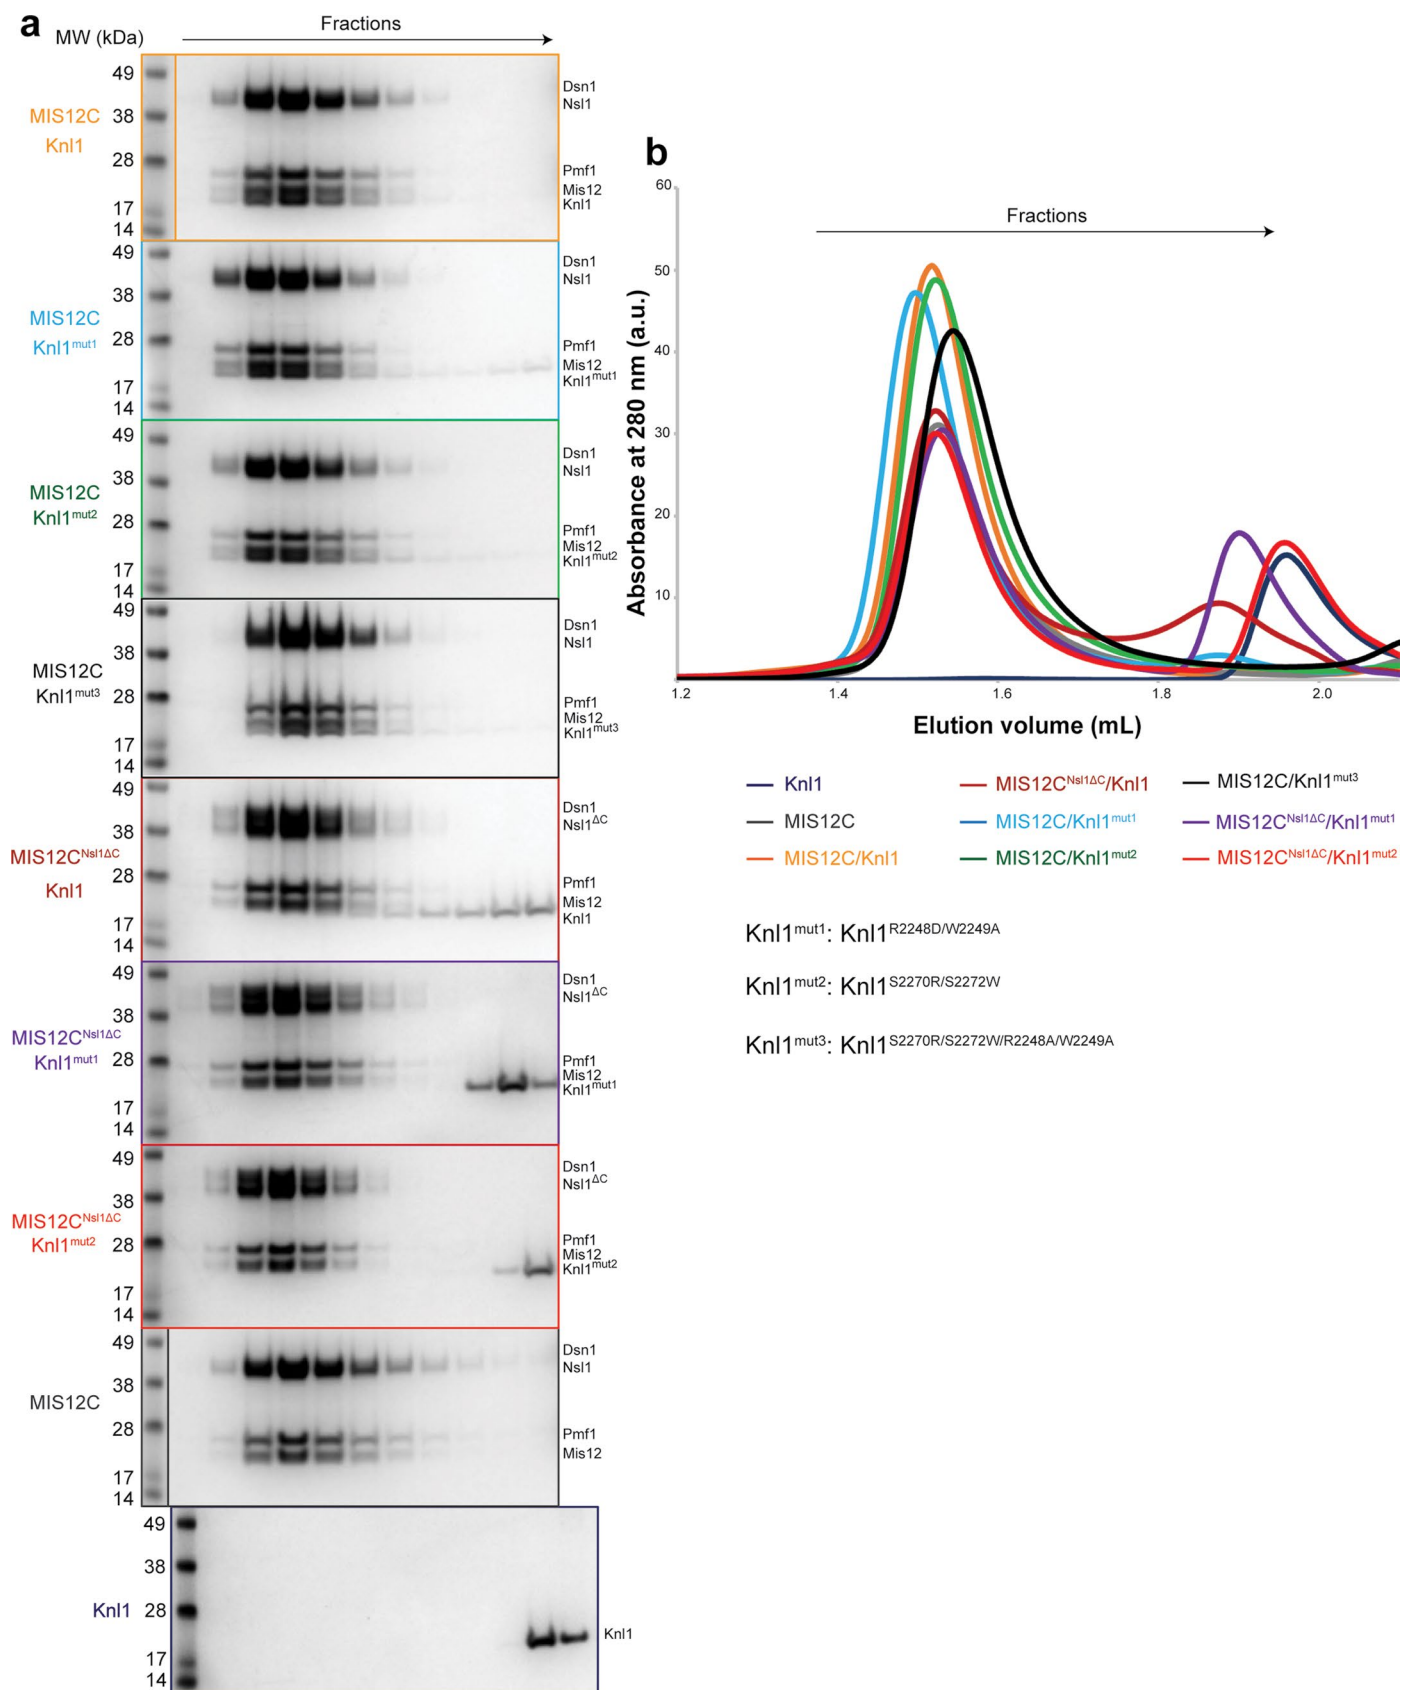 a
MW (kDa)
Fractions
MIS12C
Knl1
49
38
28
17
14
Dsn1
Nsl1
Pmf1
Mis12
Knl1
MIS12C
Knl1mut1
49
38
28
17
14
Dsn1
Nsl1
Pmf1
Mis12
Knl1mut1
MIS12C
Knl1mut2
49
38
28
17
14
Dsn1
Nsl1
Pmf1
Mis12
Knl1mut2
MIS12C
Knl1mut3
49
38
28
17
14
Dsn1
Nsl1
Pmf1
Mis12
Knl1mut3
MIS12CNsl1ΔC
Knl1
49
38
28
17
14
Dsn1
Nsl1ΔC
Pmf1
Mis12
Knl1
MIS12CNsl1ΔC
Knl1mut1
49
38
28
17
14
Dsn1
Nsl1ΔC
Pmf1
Mis12
Knl1mut1
MIS12CNsl1ΔC
Knl1mut2
49
38
28
17
14
Dsn1
Nsl1ΔC
Pmf1
Mis12
Knl1mut2
MIS12C
49
38
28
17
14
Dsn1
Nsl1
Pmf1
Mis12
Knl1
49
38
28
17
14
Knl1
b
Fractions
Absorbance at 280 nm (a.u.)
60
50
40
30
20
10
1.2 1.4 1.6 1.8 2.0
Elution volume (mL)
Knl1 MIS12CNsl1ΔC/Knl1 MIS12C/Knl1mut3
MIS12C MIS12C/Knl1mut1 MIS12CNsl1ΔC/Knl1mut1
MIS12C/Knl1 MIS12C/Knl1mut2 MIS12CNsl1ΔC/Knl1mut2
Knl1mut1: Knl1R2248D/W2249A
Knl1mut2: Knl1S2270R/S2272W
Knl1mut3: Knl1S2270R/S2272W/R2248A/W2249A